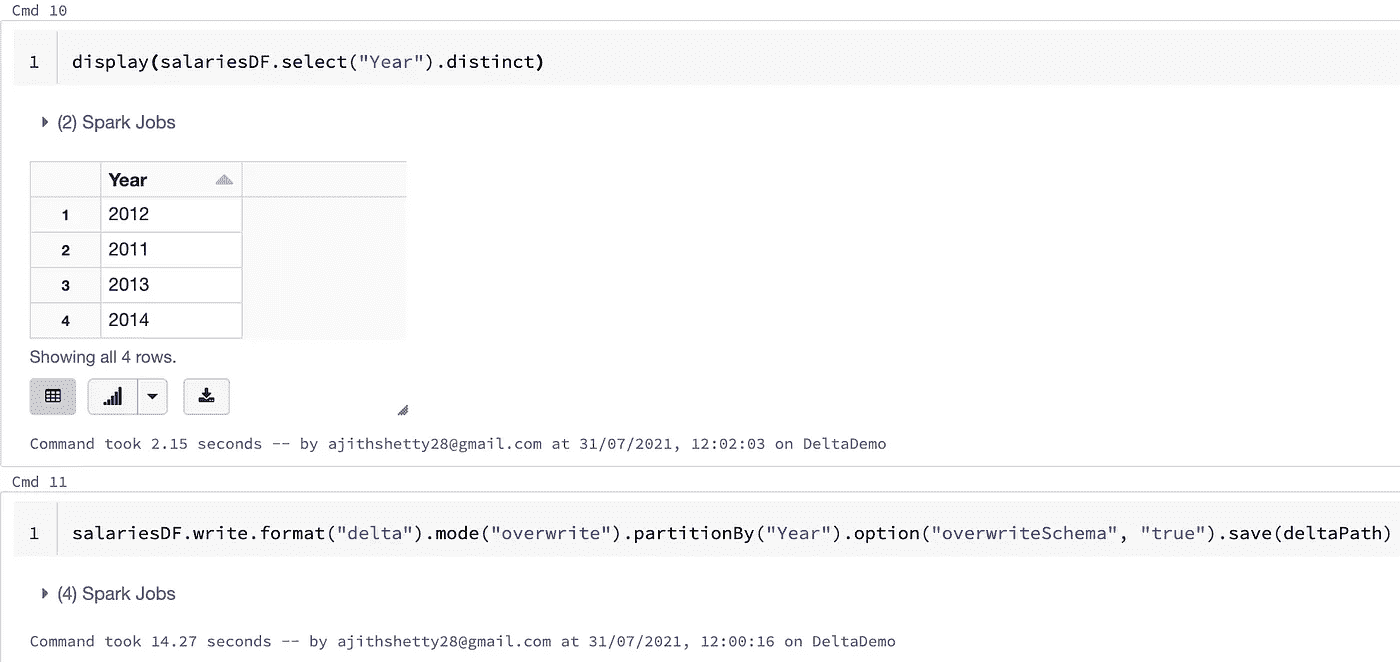 Cmd 10
1 display(salariesDF.select("Year").distinct)
(2) Spark Jobs
Year
1 2012
2 2011
3 2013
4 2014
Showing all 4 rows.
Command took 2.15 seconds -- by ajithshetty28@gmail.com at 31/07/2021, 12:02:03 on DeltaDemo
Cmd 11
1 salariesDF.write.format("delta").mode("overwrite").partitionBy("Year").option("overwriteSchema", "true").save(deltaPath)
(4) Spark Jobs
Command took 14.27 seconds -- by ajithshetty28@gmail.com at 31/07/2021, 12:00:16 on DeltaDemo